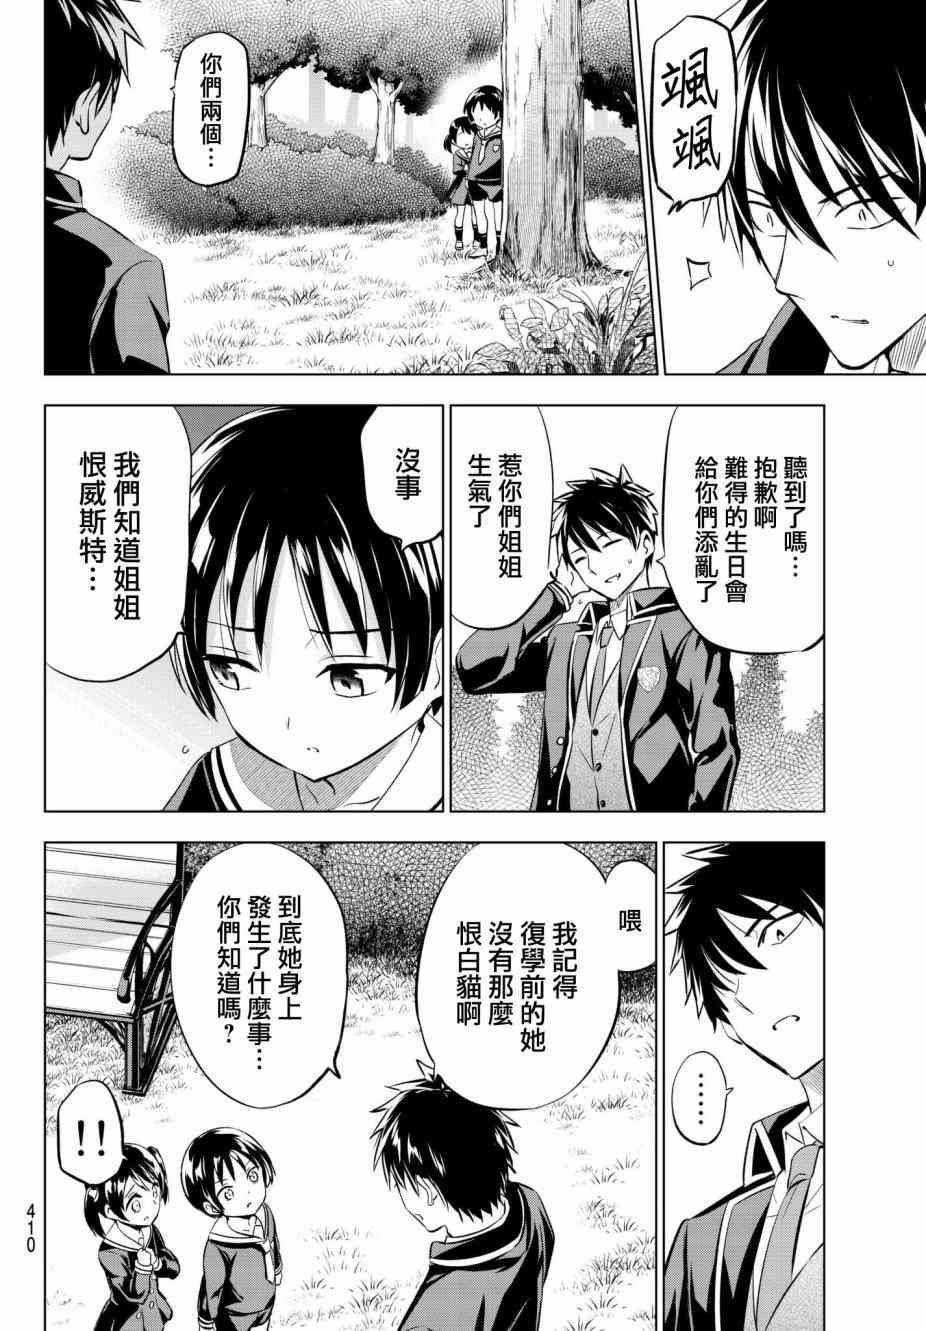 颯
颯
你們兩個…
聽到了嗎…
抱歉啊
難得的生日會
給你們添亂了
惹你們姐姐
生氣了
沒事
我們知道姐姐
恨威斯特…
……
喂
我記得
復學前的她
沒有那麼
恨白貓啊
到底她身上
發生了什麼事…
你們知道嗎?
!!
410